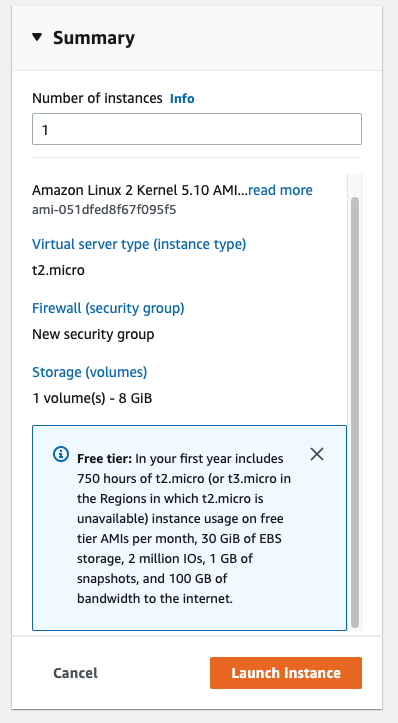 Summary
Number of instances Info
1
Amazon Linux 2 Kernel 5.10 AMI...read more
ami-051dfed8f67f095f5
Virtual server type (instance type)
t2.micro
Firewall (security group)
New security group
Storage (volumes)
1 volume(s) - 8 GiB
Free tier: In your first year includes
750 hours of t2.micro (or t3.micro in
the Regions in which t2.micro is
unavailable) instance usage on free
tier AMIs per month, 30 GiB of EBS
storage, 2 million IOs, 1 GB of
snapshots, and 100 GB of
bandwidth to the internet.
Cancel
Launch instance